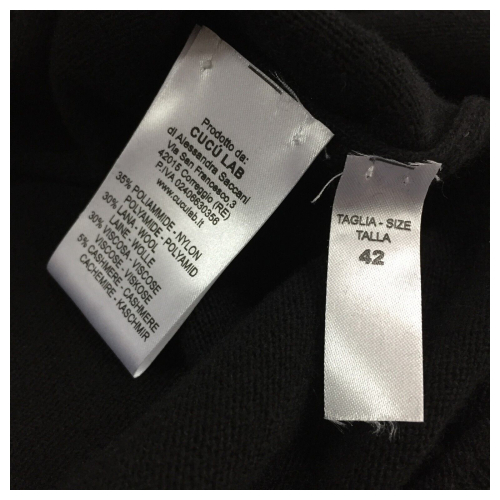 Prodotto da:
CUCÚ LAB
di Alessandra Saccani
Via San Francesco,3
42015 Correggio (RE)
P.IVA 02406630356
www.cuculab.it
35% POLIAMMIDE - NYLON
POLYAMIDE - POLYAMID
30% LANA - WOOL
LAINE - WOLLE
30% VISCOSA - VISCOSE
VISCOSE - VISKOSE
5% CASHMERE - CASHMERE
CACHEMIRE - KASCHMIR
TAGLIA - SIZE
TALLA
42